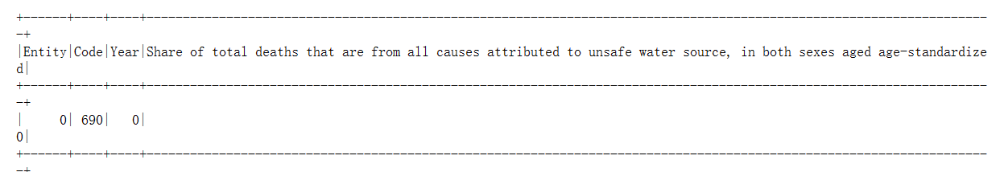 +------+----+----+-----------------------------------------------------------------------------------------------------------------------
-+
|Entity|Code|Year|Share of total deaths that are from all causes attributed to unsafe water source, in both sexes aged age-standardize
d|
+------+----+----+-----------------------------------------------------------------------------------------------------------------------
-+
|     0| 690|   0|
0|
+------+----+----+-----------------------------------------------------------------------------------------------------------------------
-+